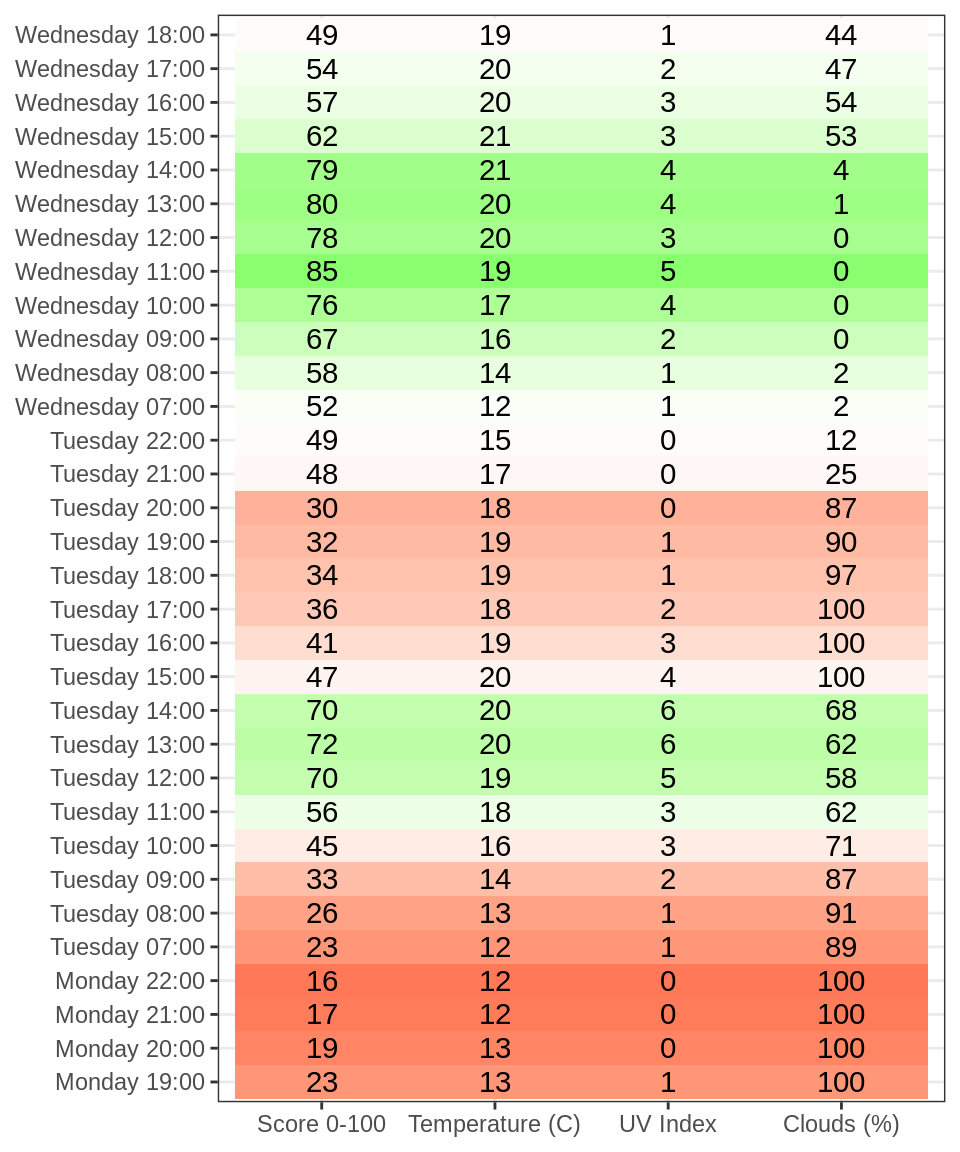 Wednesday 18:00 49 19 1 44
Wednesday 17:00 54 20 2 47
Wednesday 16:00 57 20 3 54
Wednesday 15:00 62 21 3 53
Wednesday 14:00 79 21 4 4
Wednesday 13:00 80 20 4 1
Wednesday 12:00 78 20 3 0
Wednesday 11:00 85 19 5 0
Wednesday 10:00 76 17 4 0
Wednesday 09:00 67 16 2 0
Wednesday 08:00 58 14 1 2
Wednesday 07:00 52 12 1 2
Tuesday 22:00 49 15 0 12
Tuesday 21:00 48 17 0 25
Tuesday 20:00 30 18 0 87
Tuesday 19:00 32 19 1 90
Tuesday 18:00 34 19 1 97
Tuesday 17:00 36 18 2 100
Tuesday 16:00 41 19 3 100
Tuesday 15:00 47 20 4 100
Tuesday 14:00 70 20 6 68
Tuesday 13:00 72 20 6 62
Tuesday 12:00 70 19 5 58
Tuesday 11:00 56 18 3 62
Tuesday 10:00 45 16 3 71
Tuesday 09:00 33 14 2 87
Tuesday 08:00 26 13 1 91
Tuesday 07:00 23 12 1 89
Monday 22:00 16 12 0 100
Monday 21:00 17 12 0 100
Monday 20:00 19 13 0 100
Monday 19:00 23 13 1 100
Score 0-100 Temperature (C) UV Index Clouds (%)